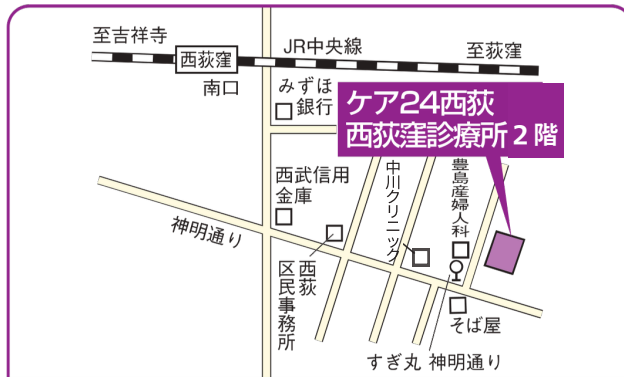 至吉祥寺
JR中央線
至荻窪
西荻窪
南口
みずほ
銀行
ケア24西荻
西荻窪診療所2階
西武信用
金庫
中川クリニック
豊島産婦人科
神明通り
西荻
区民事務所
そば屋
すぎ丸 神明通り